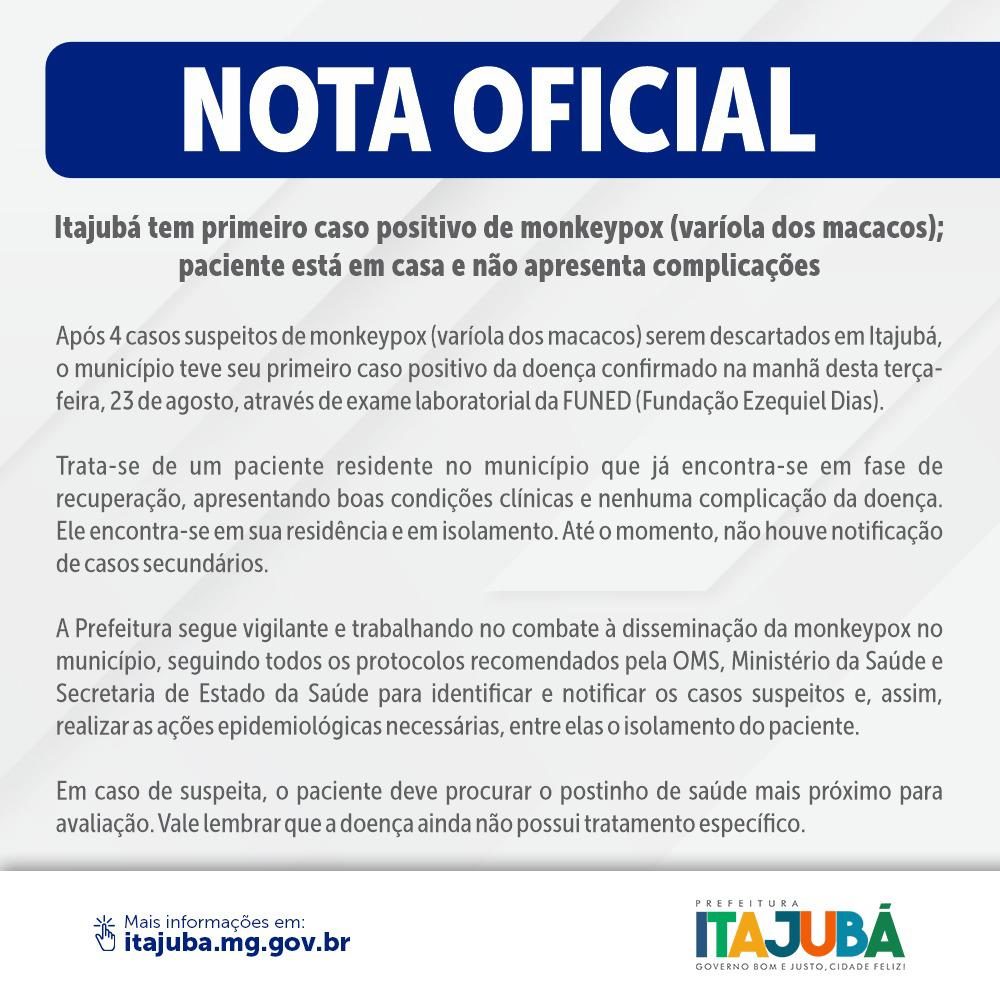 NOTA OFICIAL
Itajubá tem primeiro caso positivo de monkeypox (varíola dos macacos);
paciente está em casa e não apresenta complicações
Após 4 casos suspeitos de monkeypox (varíola dos macacos) serem descartados em Itajubá,
o município teve seu primeiro caso positivo da doença confirmado na manhã desta terça-
feira, 23 de agosto, através de exame laboratorial da FUNED (Fundação Ezequiel Dias).
Trata-se de um paciente residente no município que já encontra-se em fase de
recuperação, apresentando boas condições clínicas e nenhuma complicação da doença.
Ele encontra-se em sua residência e em isolamento. Até o momento, não houve notificação
de casos secundários.
A Prefeitura segue vigilante e trabalhando no combate à disseminação da monkeypox no
município, seguindo todos os protocolos recomendados pela OMS, Ministério da Saúde e
Secretaria de Estado da Saúde para identificar e notificar os casos suspeitos e, assim,
realizar as ações epidemiológicas necessárias, entre elas o isolamento do paciente.
Em caso de suspeita, o paciente deve procurar o postinho de saúde mais próximo para
avaliação. Vale lembrar que a doença ainda não possui tratamento específico.
Mais informações em:
itajuba.mg.gov.br
PREFEITURA
ITAJUBÁ
GOVERNO BOM E JUSTO, CIDADE FELIZ!